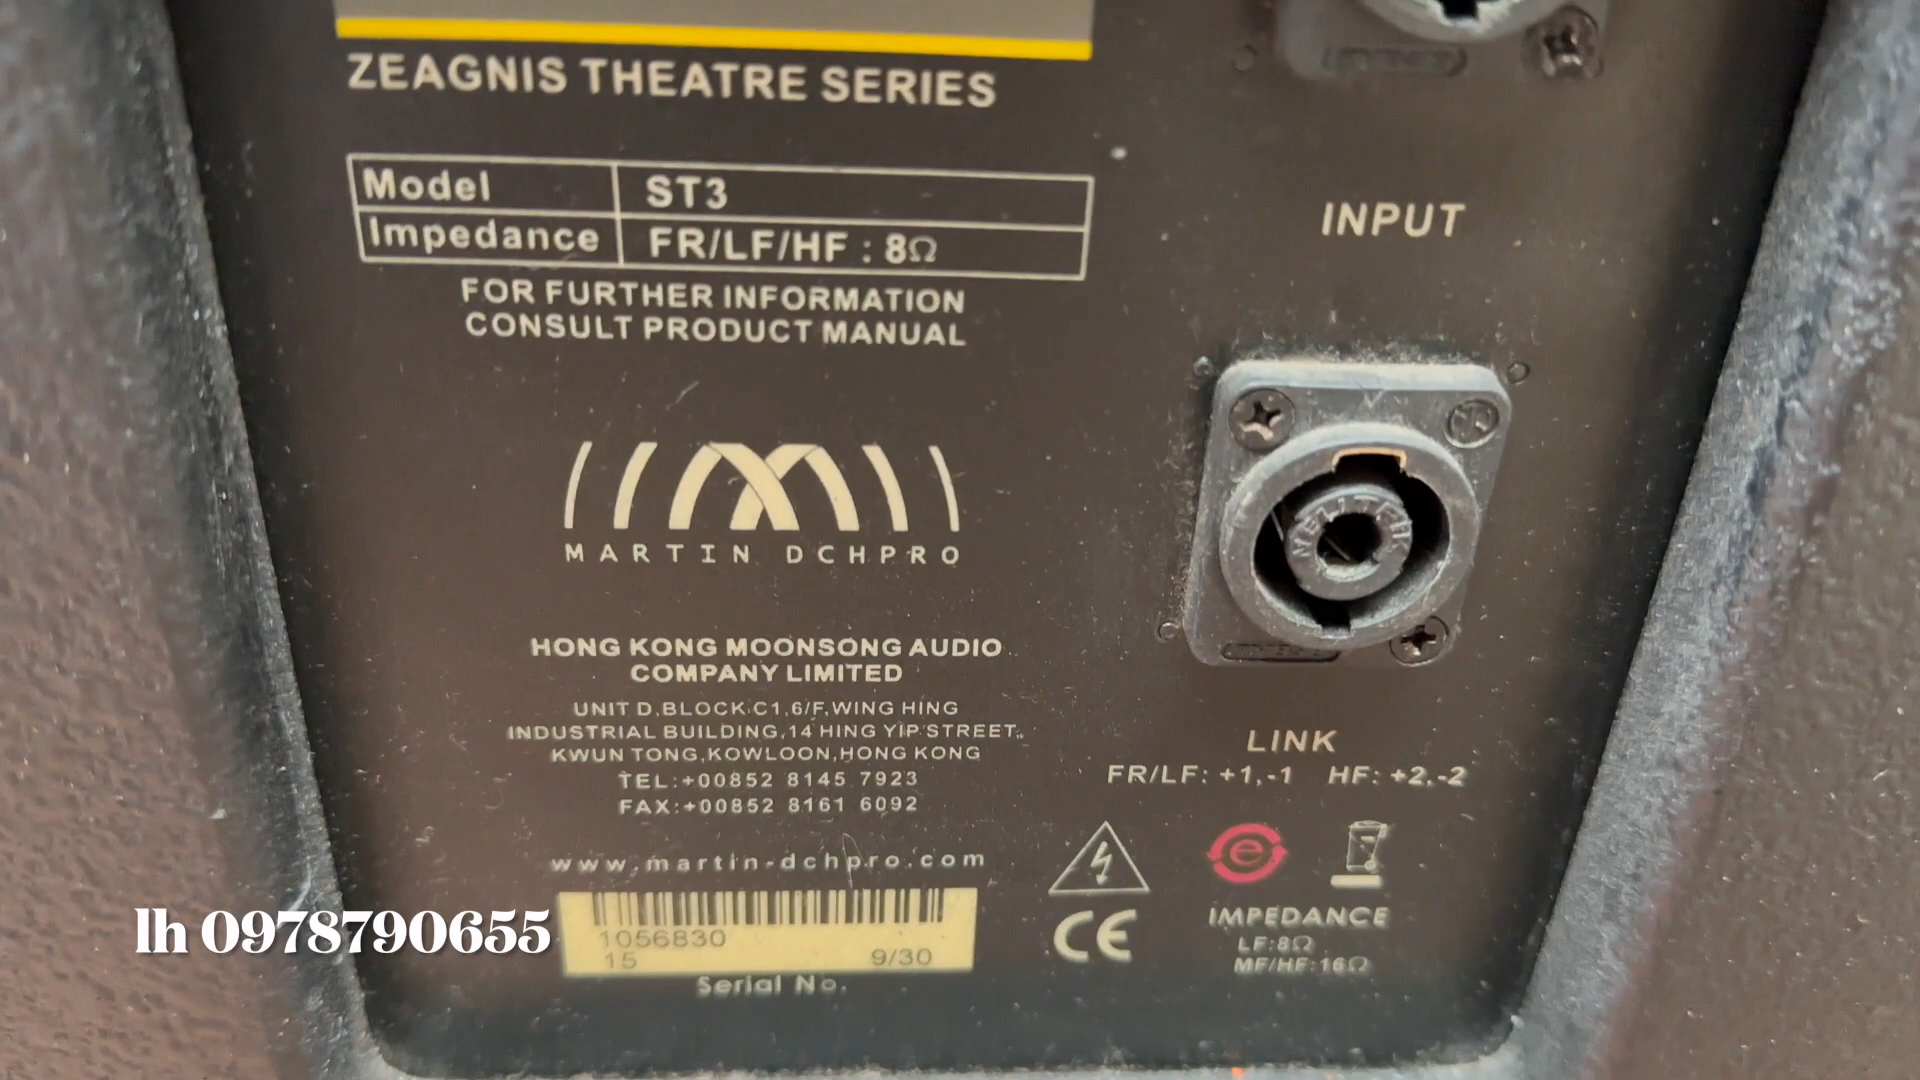 ZEAGNIS THEATRE SERIES
Model ST3
Impedance FR/LF/HF : 8Ω
FOR FURTHER INFORMATION
CONSULT PRODUCT MANUAL
INPUT
MARTIN DCHPRO
HONG KONG MOONSONG AUDIO
COMPANY LIMITED
UNIT D,BLOCK C1,6/F,WING HING
INDUSTRIAL BUILDING,14 HING YIP STREET,
KWUN TONG,KOWLOON,HONG KONG
TEL:+00852 8145 7923
FAX:+00852 8161 6092
www.martin-dchpro.com
1056830
15 9/30
Serial No.
LINK
FR/LF: +1,-1 HF: +2,-2
CE
IMPEDANCE
LF:8Ω
MF/HF:16Ω
lh 0978790655